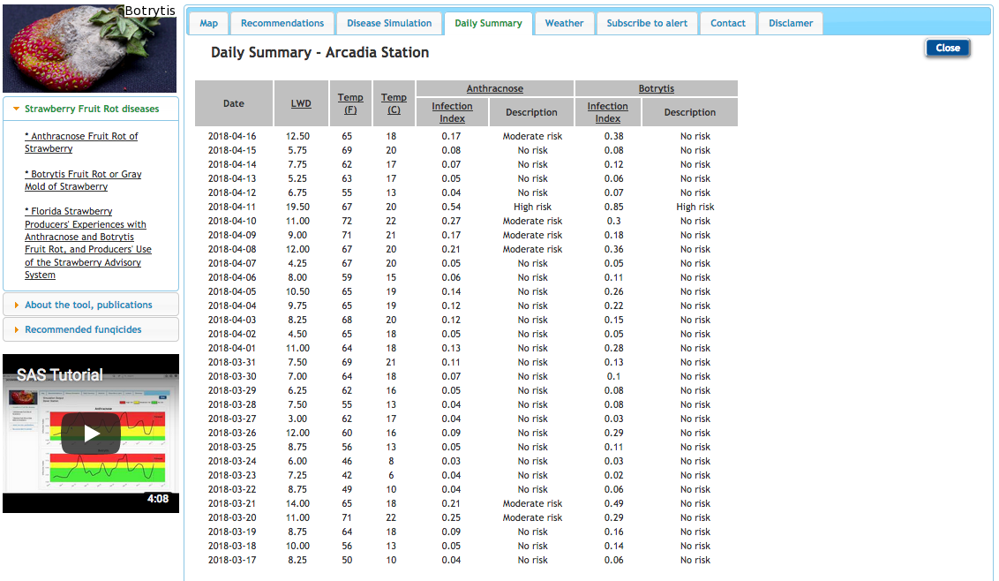 Botrytis
Strawberry Fruit Rot diseases
* Anthracnose Fruit Rot of
Strawberry
* Botrytis Fruit Rot or Gray
Mold of Strawberry
* Florida Strawberry
Producers' Experiences with
Anthracnose and Botrytis
Fruit Rot, and Producers' Use
of the Strawberry Advisory
System
About the tool, publications
Recommended fungicides
SAS Tutorial
4:08
Map Recommendations Disease Simulation Daily Summary Weather Subscribe to alert Contact Disclamer
Daily Summary - Arcadia Station
Close
Date LWD Temp (F) Temp (C) Anthracnose Botrytis
Infection Index Description Infection Index Description
2018-04-16 12.50 65 18 0.17 Moderate risk 0.38 No risk
2018-04-15 5.75 69 20 0.08 No risk 0.08 No risk
2018-04-14 7.75 62 17 0.07 No risk 0.12 No risk
2018-04-13 5.25 63 17 0.05 No risk 0.06 No risk
2018-04-12 6.75 55 13 0.04 No risk 0.07 No risk
2018-04-11 19.50 67 20 0.54 High risk 0.85 High risk
2018-04-10 11.00 72 22 0.27 Moderate risk 0.3 No risk
2018-04-09 9.00 71 21 0.17 Moderate risk 0.18 No risk
2018-04-08 12.00 67 20 0.21 Moderate risk 0.36 No risk
2018-04-07 4.25 67 20 0.05 No risk 0.05 No risk
2018-04-06 8.00 59 15 0.06 No risk 0.11 No risk
2018-04-05 10.50 65 19 0.14 No risk 0.26 No risk
2018-04-04 9.75 65 19 0.12 No risk 0.22 No risk
2018-04-03 8.25 68 20 0.12 No risk 0.15 No risk
2018-04-02 4.50 65 18 0.05 No risk 0.05 No risk
2018-04-01 11.00 64 18 0.13 No risk 0.28 No risk
2018-03-31 7.50 69 21 0.11 No risk 0.13 No risk
2018-03-30 7.00 64 18 0.07 No risk 0.1 No risk
2018-03-29 6.25 62 16 0.05 No risk 0.08 No risk
2018-03-28 7.50 55 13 0.04 No risk 0.08 No risk
2018-03-27 3.00 62 17 0.04 No risk 0.03 No risk
2018-03-26 12.00 60 16 0.09 No risk 0.29 No risk
2018-03-25 8.75 56 13 0.05 No risk 0.11 No risk
2018-03-24 6.00 46 8 0.03 No risk 0.03 No risk
2018-03-23 7.25 42 6 0.04 No risk 0.02 No risk
2018-03-22 8.75 49 10 0.04 No risk 0.06 No risk
2018-03-21 14.00 65 18 0.21 Moderate risk 0.49 No risk
2018-03-20 11.00 71 22 0.25 Moderate risk 0.29 No risk
2018-03-19 8.75 64 18 0.09 No risk 0.16 No risk
2018-03-18 10.00 56 13 0.05 No risk 0.14 No risk
2018-03-17 8.25 50 10 0.04 No risk 0.06 No risk